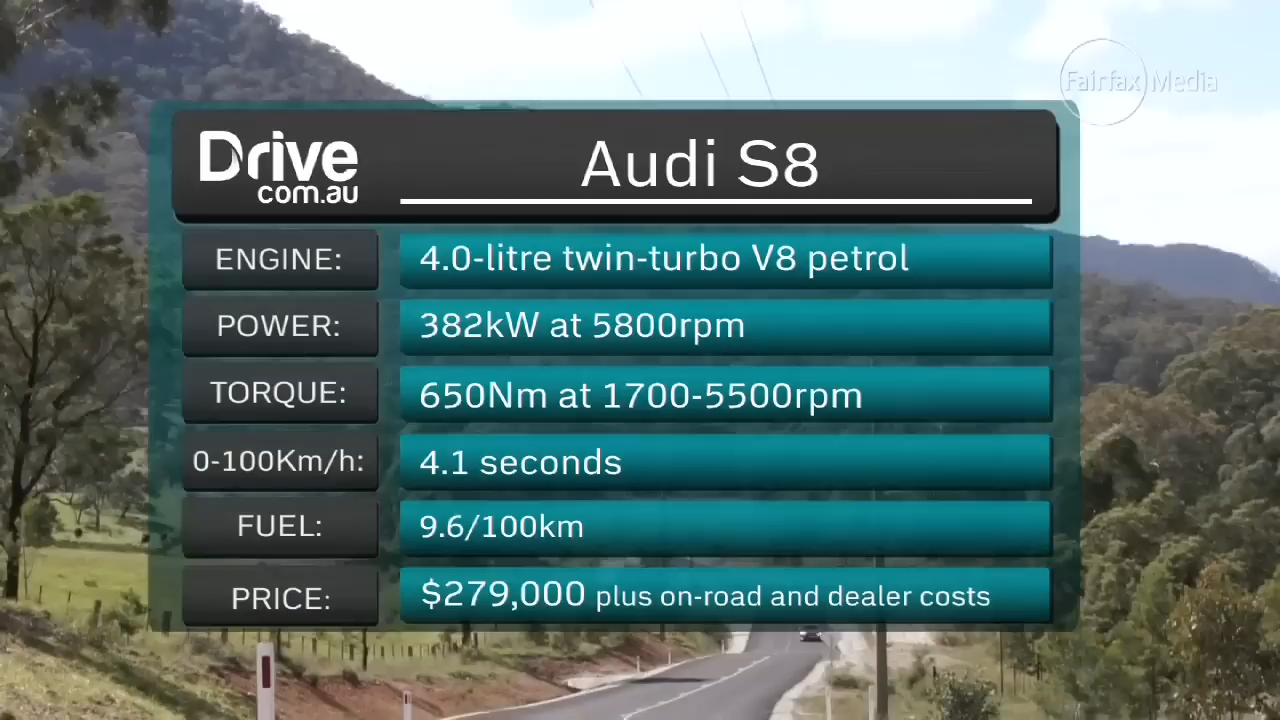 Fairfax Media
Drive
com.au
Audi S8
ENGINE: 4.0-litre twin-turbo V8 petrol
POWER: 382kW at 5800rpm
TORQUE: 650Nm at 1700-5500rpm
0-100Km/h: 4.1 seconds
FUEL: 9.6/100km
PRICE: $279,000 plus on-road and dealer costs